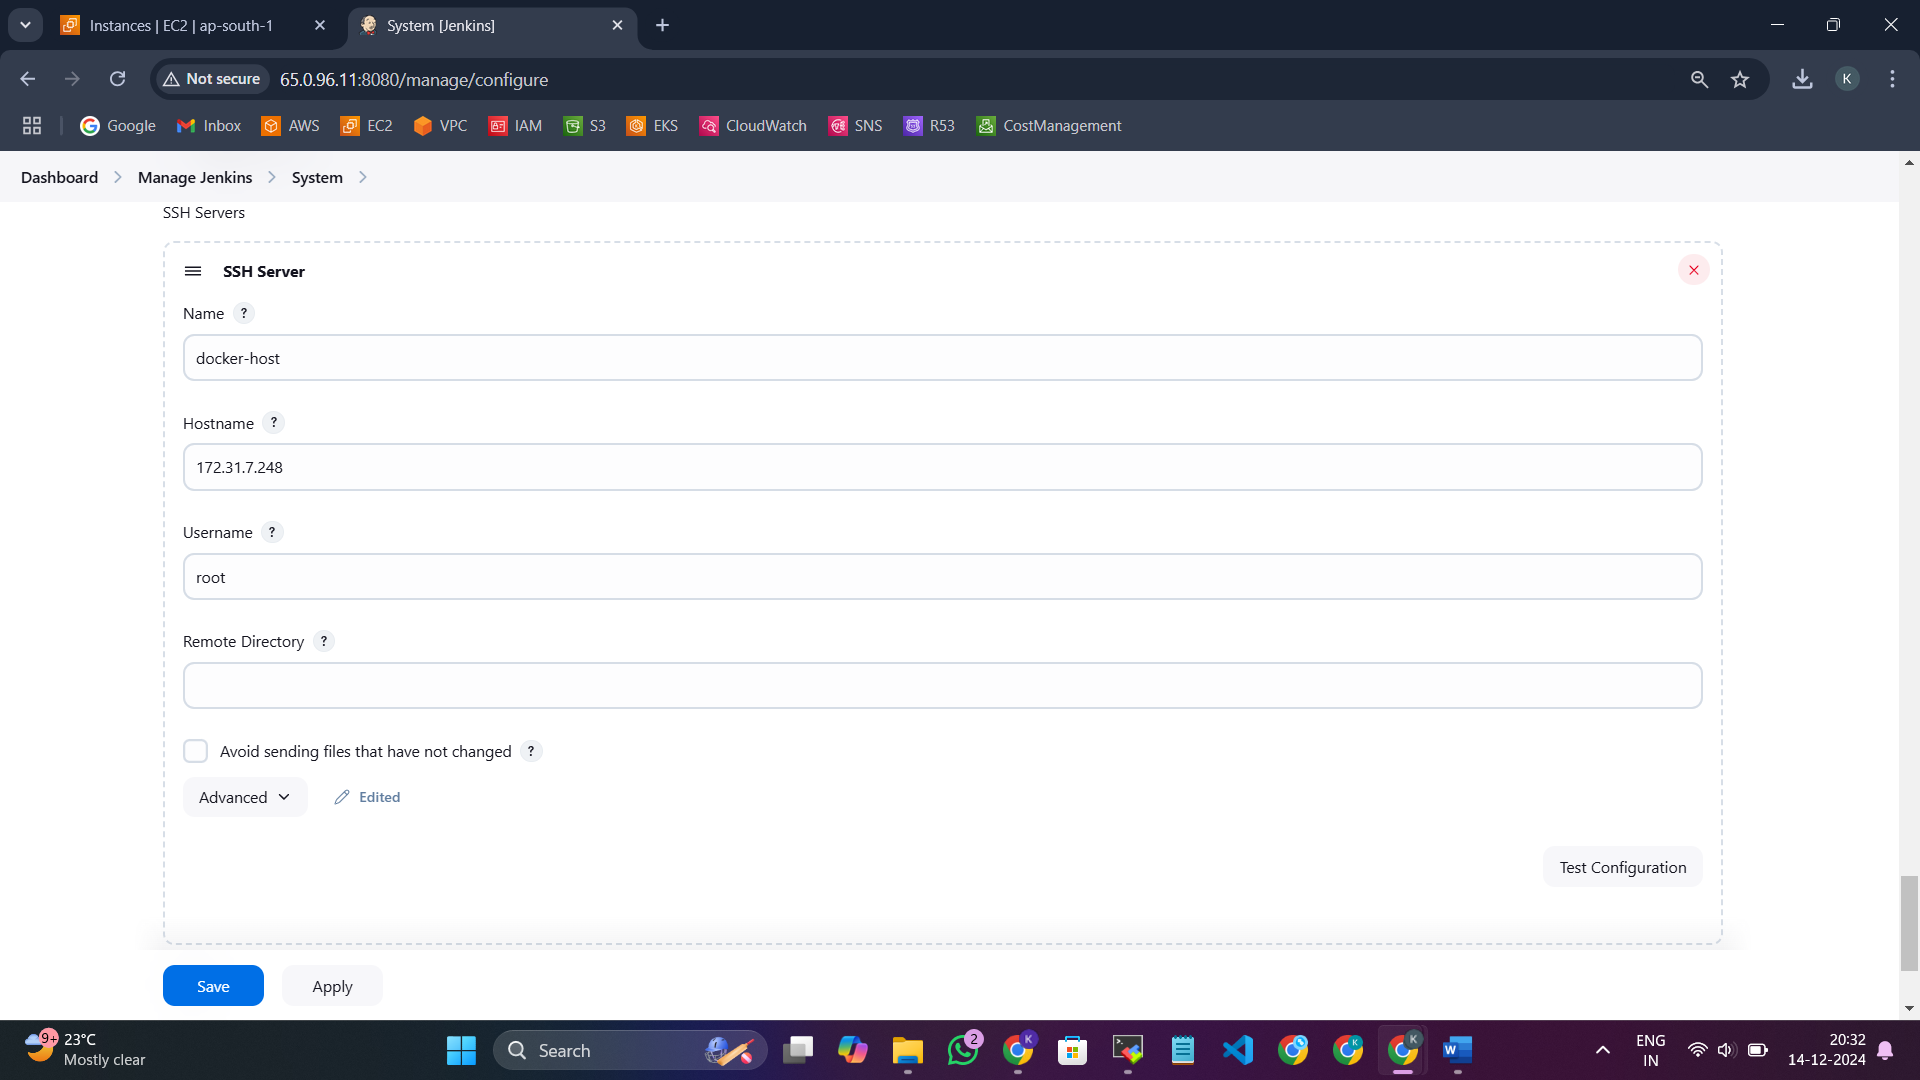 Instances | EC2 | ap-south-1
System [Jenkins]
Not secure
65.0.96.11:8080/manage/configure
K
Google
Inbox
AWS
EC2
VPC
IAM
S3
EKS
CloudWatch
SNS
R53
CostManagement
Dashboard
Manage Jenkins
System
SSH Servers
SSH Server
Name ?
docker-host
Hostname ?
172.31.7.248
Username ?
root
Remote Directory ?
Avoid sending files that have not changed ?
Advanced
Edited
Test Configuration
Save
Apply
9+
23°C
Mostly clear
Search
2
K
K
K
W
ENG
IN
20:32
14-12-2024